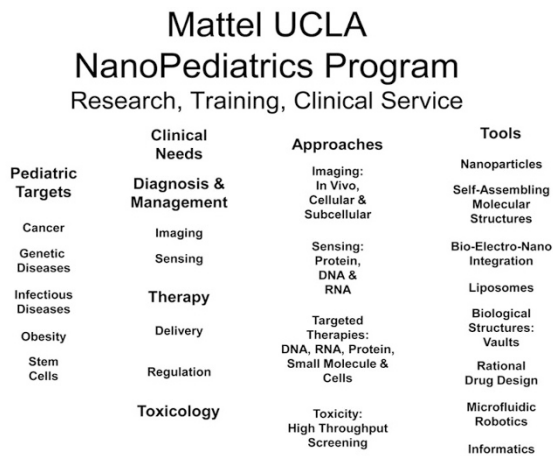 Mattel UCLA
NanoPediatrics Program
Research, Training, Clinical Service
Pediatric
Targets
Cancer
Genetic
Diseases
Infectious
Diseases
Obesity
Stem
Cells
Clinical
Needs
Diagnosis &
Management
Imaging
Sensing
Therapy
Delivery
Regulation
Toxicology
Approaches
Imaging:
In Vivo,
Cellular &
Subcellular
Sensing:
Protein,
DNA &
RNA
Targeted
Therapies:
DNA, RNA, Protein,
Small Molecule &
Cells
Toxicity:
High Throughput
Screening
Tools
Nanoparticles
Self-Assembling
Molecular
Structures
Bio-Electro-Nano
Integration
Liposomes
Biological
Structures:
Vaults
Rational
Drug Design
Microfluidic
Robotics
Informatics